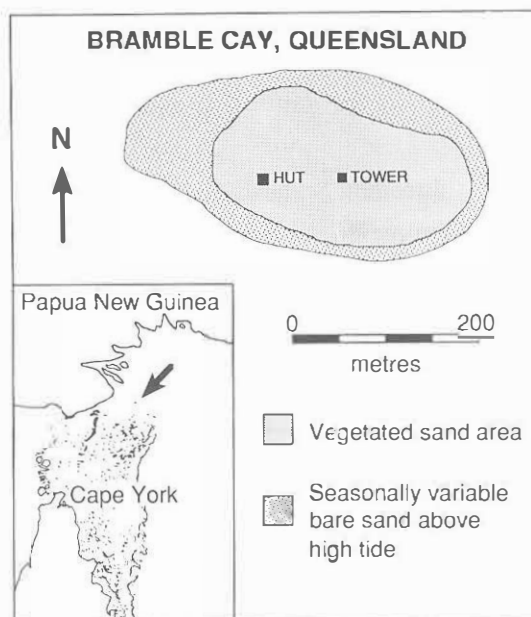 BRAMBLE CAY, QUEENSLAND
N
HUT
TOWER
Papua New Guinea
Cape York
0 200
metres
Vegetated sand area
Seasonally variable
bare sand above
high tide